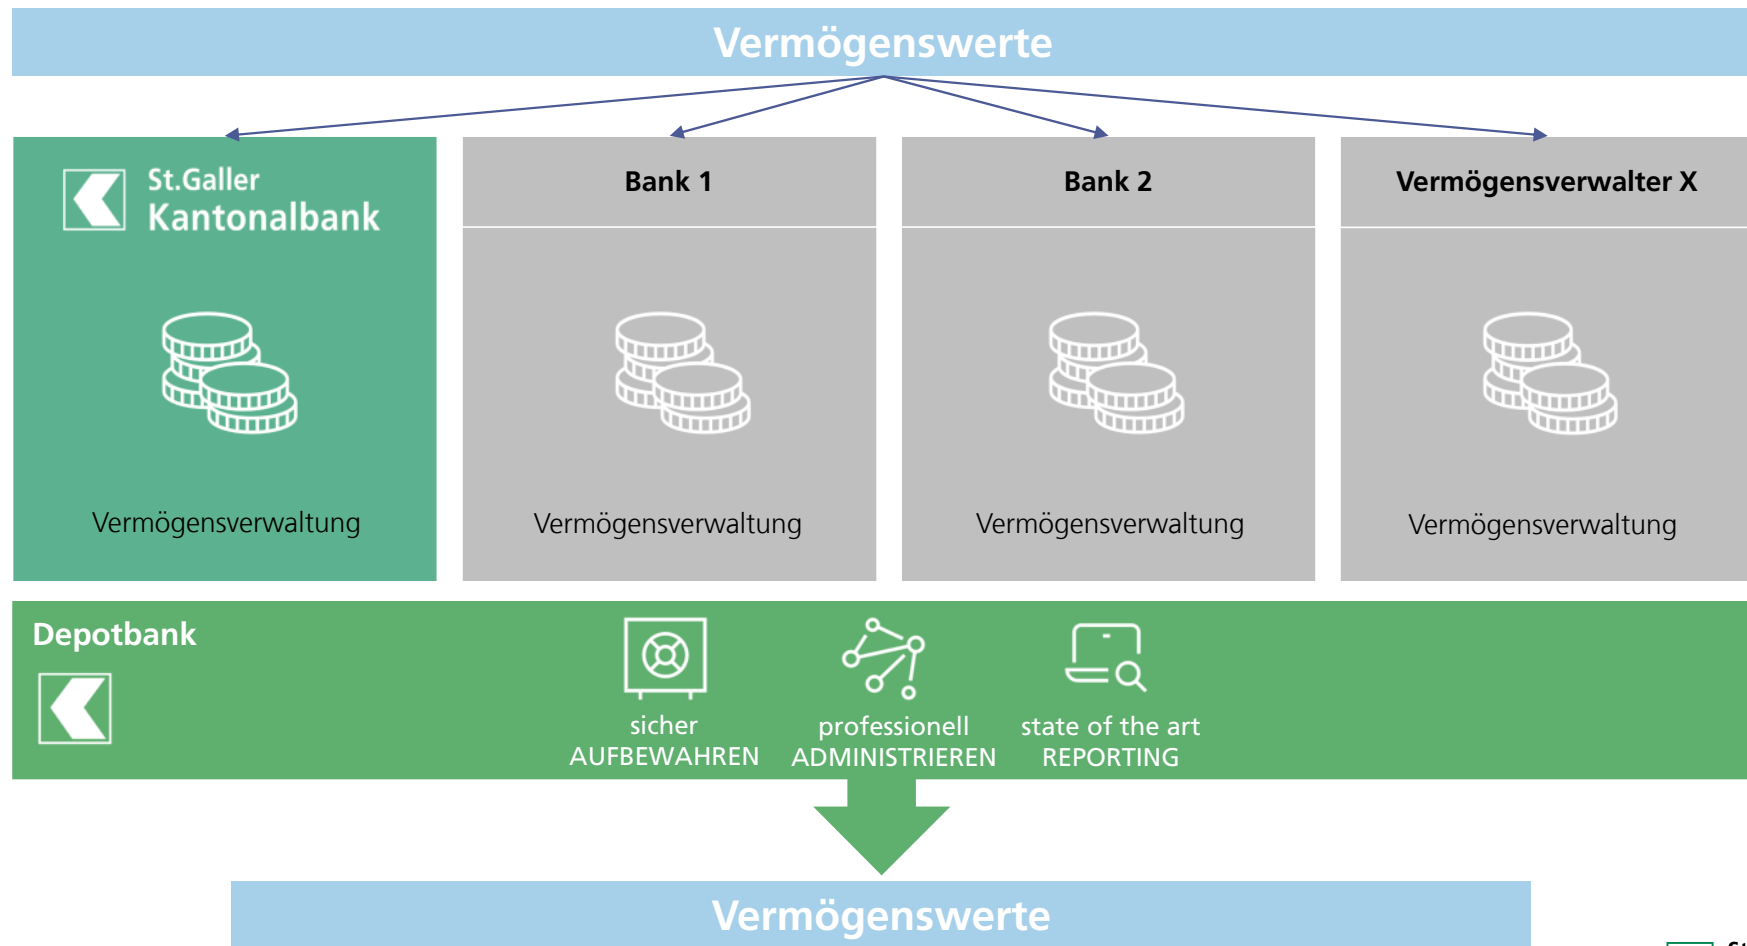 Vermögenswerte
St.Galler
Kantonalbank
Bank 1
Bank 2
Vermögensverwalter X
Vermögensverwaltung
Vermögensverwaltung
Vermögensverwaltung
Vermögensverwaltung
Depotbank
sicher
AUFBEWAHREN
professionell
ADMINISTRIEREN
state of the art
REPORTING
Vermögenswerte